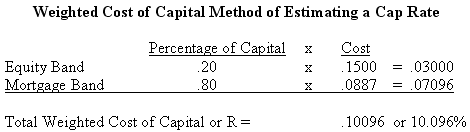 Weighted Cost of Capital Method of Estimating a Cap Rate
Percentage of Capital x Cost
Equity Band .20 x .1500 = .03000
Mortgage Band .80 x .0887 = .07096
Total Weighted Cost of Capital or R = .10096 or 10.096%